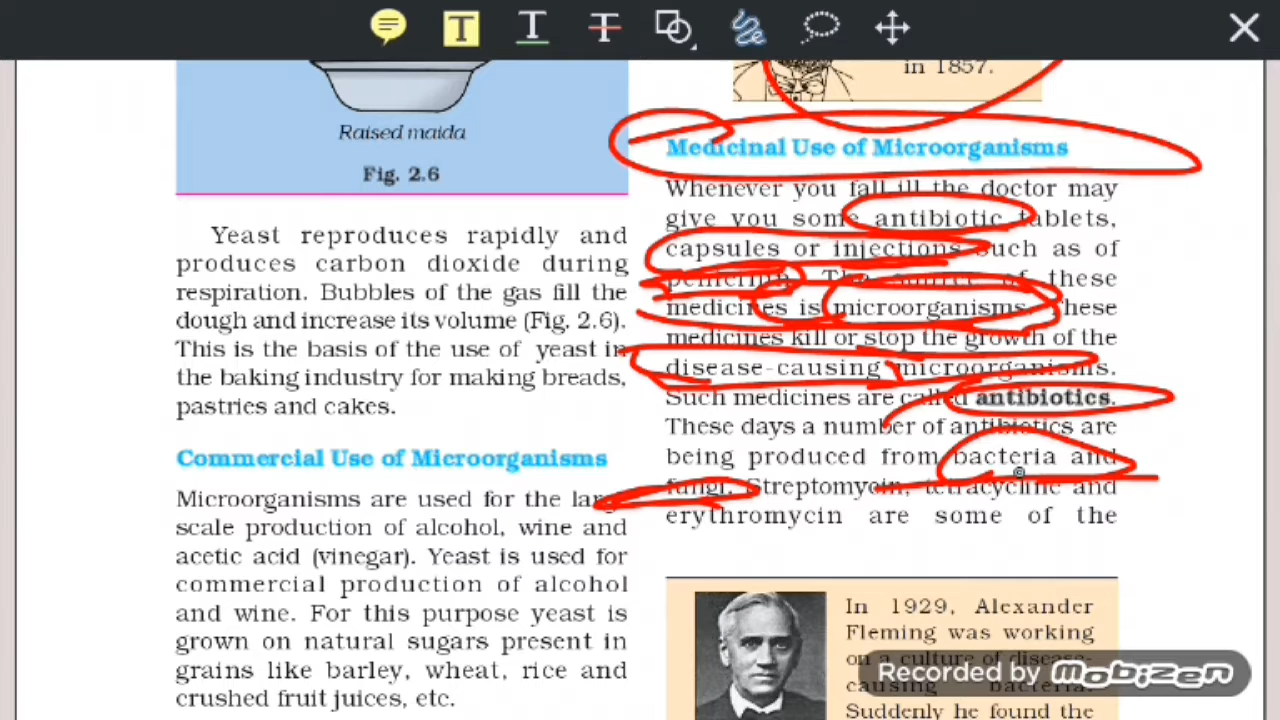 Raised maida
Fig. 2.6
Yeast reproduces rapidly and
produces carbon dioxide during
respiration. Bubbles of the gas fill the
dough and increase its volume (Fig. 2.6).
This is the basis of the use of yeast in
the baking industry for making breads,
pastries and cakes.
Commercial Use of Microorganisms
Microorganisms are used for the large
scale production of alcohol, wine and
acetic acid (vinegar). Yeast is used for
commercial production of alcohol
and wine. For this purpose yeast is
grown on natural sugars present in
grains like barley, wheat, rice and
crushed fruit juices, etc.
in 1857.
Medicinal Use of Microorganisms
Whenever you fall ill the doctor may
give you some antibiotic tablets,
capsules or injections such as of
penicillin. The source of these
medicines is microorganisms. These
medicines kill or stop the growth of the
disease-causing microorganisms.
Such medicines are called antibiotics.
These days a number of antibiotics are
being produced from bacteria and
fungi. Streptomycin, tetracycline and
erythromycin are some of the
In 1929, Alexander
Fleming was working
on a culture of disease-
causing bacteria.
Suddenly he found the
Recorded by mobizen